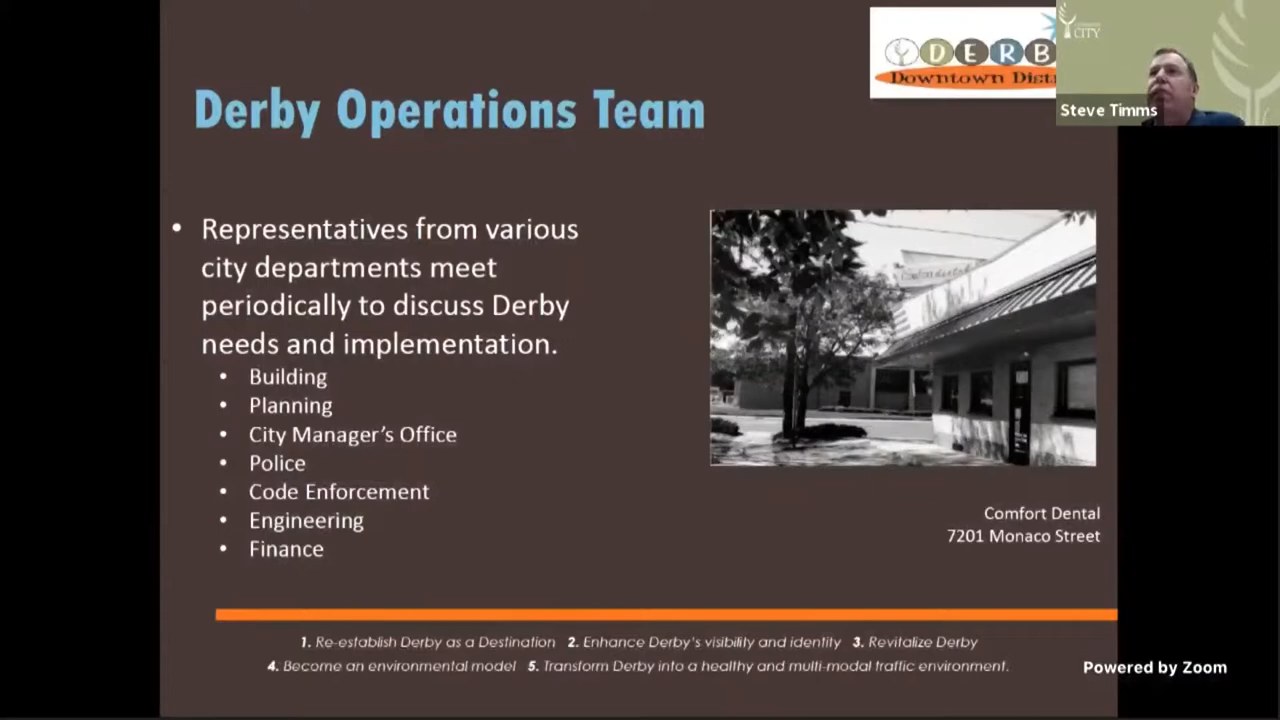 DERB
Downtown Dist
CITY
Steve Timms
Derby Operations Team
• Representatives from various
city departments meet
periodically to discuss Derby
needs and implementation.
• Building
• Planning
• City Manager’s Office
• Police
• Code Enforcement
• Engineering
• Finance
Comfort Dental
7201 Monaco Street
1. Re-establish Derby as a Destination 2. Enhance Derby's visibility and identity 3. Revitalize Derby
4. Become an environmental model 5. Transform Derby into a healthy and multi-modal traffic environment.
Powered by Zoom